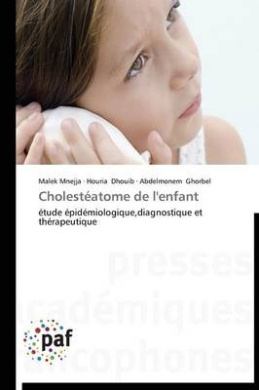 Malek Mnejja · Houria Dhouib · Abdelmonem Ghorbel
Cholestéatome de l'enfant
étude épidémiologique,diagnostique et
thérapeutique
presses
académiques
francophones
paf